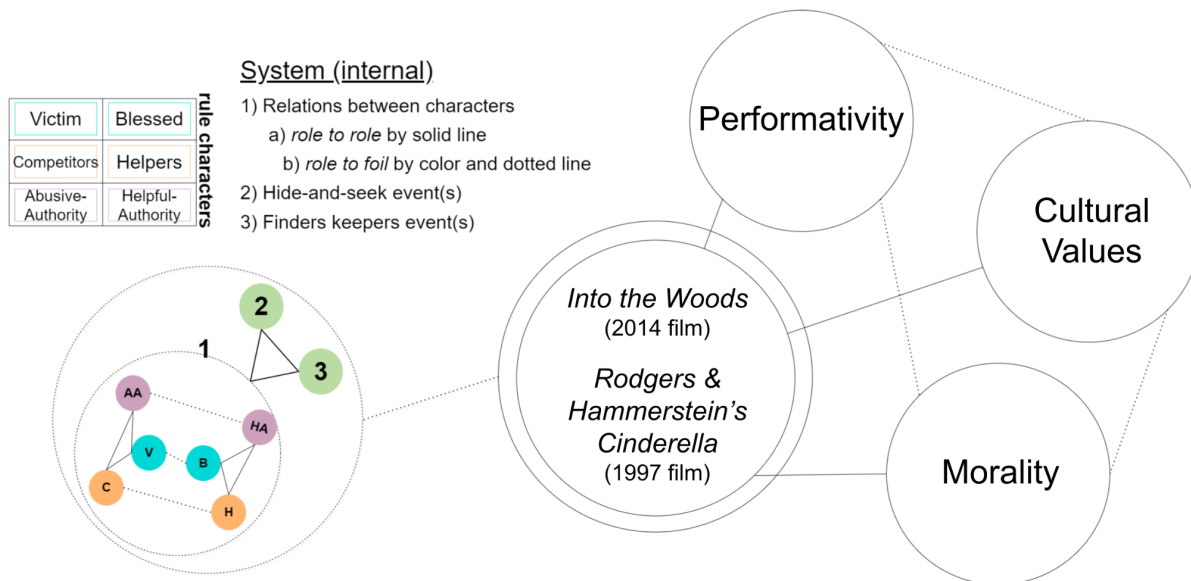 System (internal)
1) Relations between characters
a) role to role by solid line
b) role to foil by color and dotted line
2) Hide-and-seek event(s)
3) Finders keepers event(s)
Victim
Blessed
Competitors
Helpers
Abusive-
Authority
Helpful-
Authority
rule characters
Performativity
Cultural
Values
Morality
Into the Woods
(2014 film)
Rodgers &
Hammerstein's
Cinderella
(1997 film)
1
2
3
AA
HA
V
B
C
H